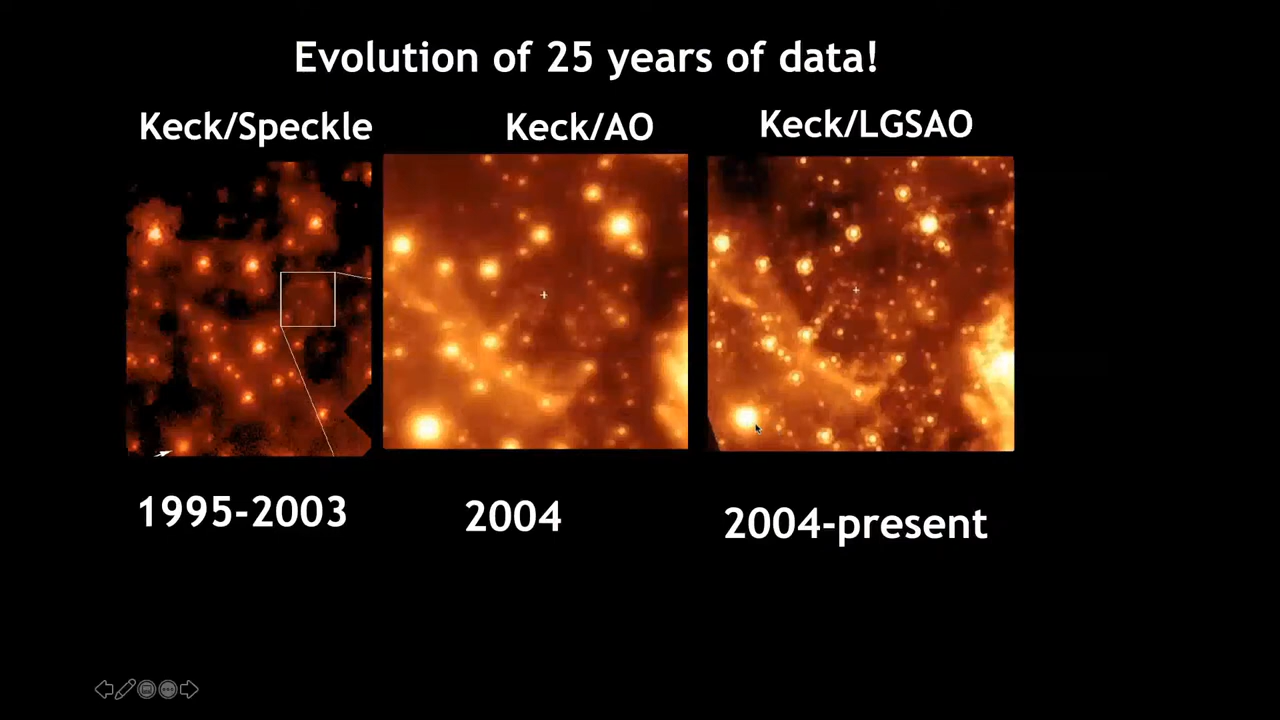 Evolution of 25 years of data!
Keck/Speckle
Keck/AO
Keck/LGSAO
1995-2003
2004
2004-present